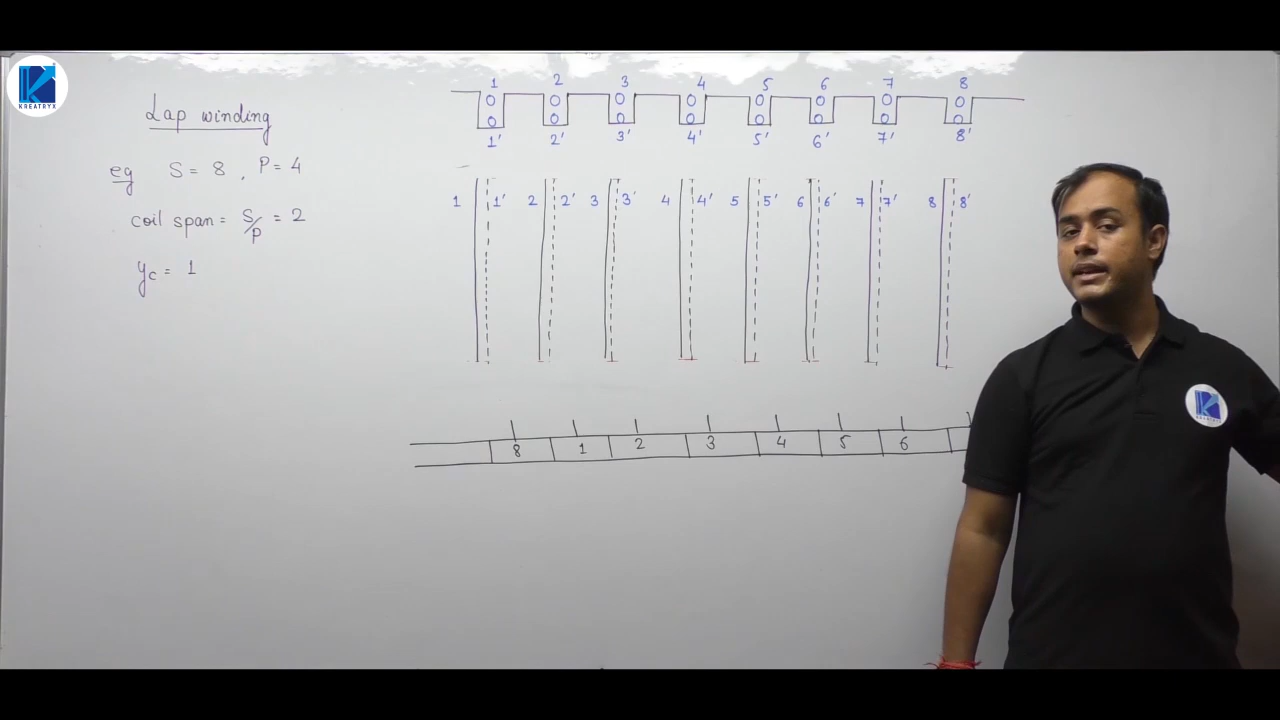 KREATRYX
Lap winding
eg S = 8 , P = 4
coil span = S/P = 2
yc = 1
1 2 3 4 5 6 7 8
1' 2' 3' 4' 5' 6' 7' 8'
1 1' 2 2' 3 3' 4 4' 5 5' 6 6' 7 7' 8 8'
8 1 2 3 4 5 6
KREATRYX